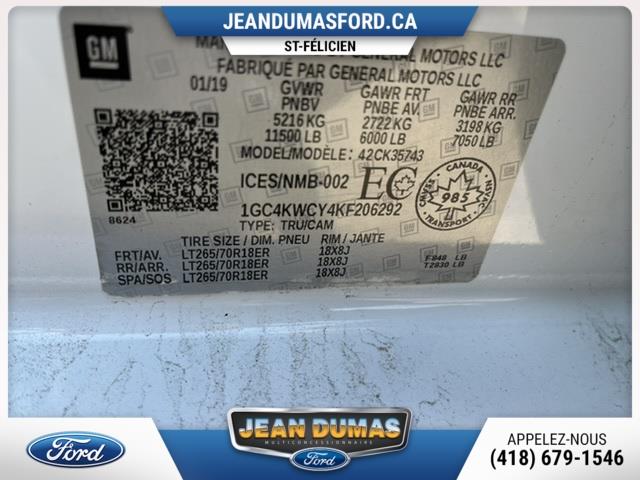 JEANDUMASFORD.CA
ST-FÉLICIEN
GM
GENERAL MOTORS LLC
FABRIQUÉ PAR GENERAL MOTORS LLC
01/19
GVWR GAWR FRT GAWR RR
PNBV PNBE AV. PNBE ARR.
5216 KG 2722 KG 3198 KG
11500 LB 6000 LB 7050 LB
MODEL/MODÈLE: 42CK35743
ICES/NMB-002 EC
CANADA
985
8624
1GC4KWCY4KF206292
TYPE: TRU/CAM
TIRE SIZE / DIM. PNEU RIM / JANTE
FRT/AV. LT265/70R18ER 18X8J
RR/ARR. LT265/70R18ER 18X8J
SPA/SOS LT265/70R18ER 18X8J
F848 LB
T2830 LB
Ford
JEAN DUMAS
MULTICONCESSIONNAIRE
Ford
APPELEZ-NOUS
(418) 679-1546